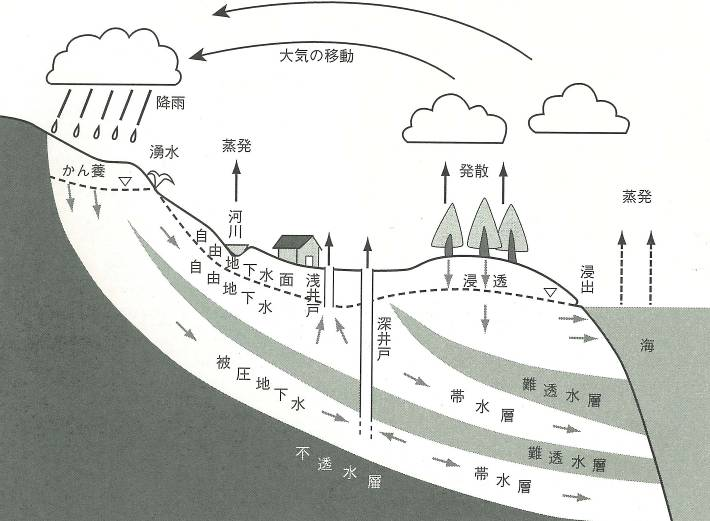 大気の移動
降雨
湧水
かん養
蒸発
河川
発散
蒸発
自由地下水面
自由地下水
浅井戸
深井戸
浸透
浸出
海
被圧地下水
帯水層
難透水層
難透水層
帯水層
不透水層